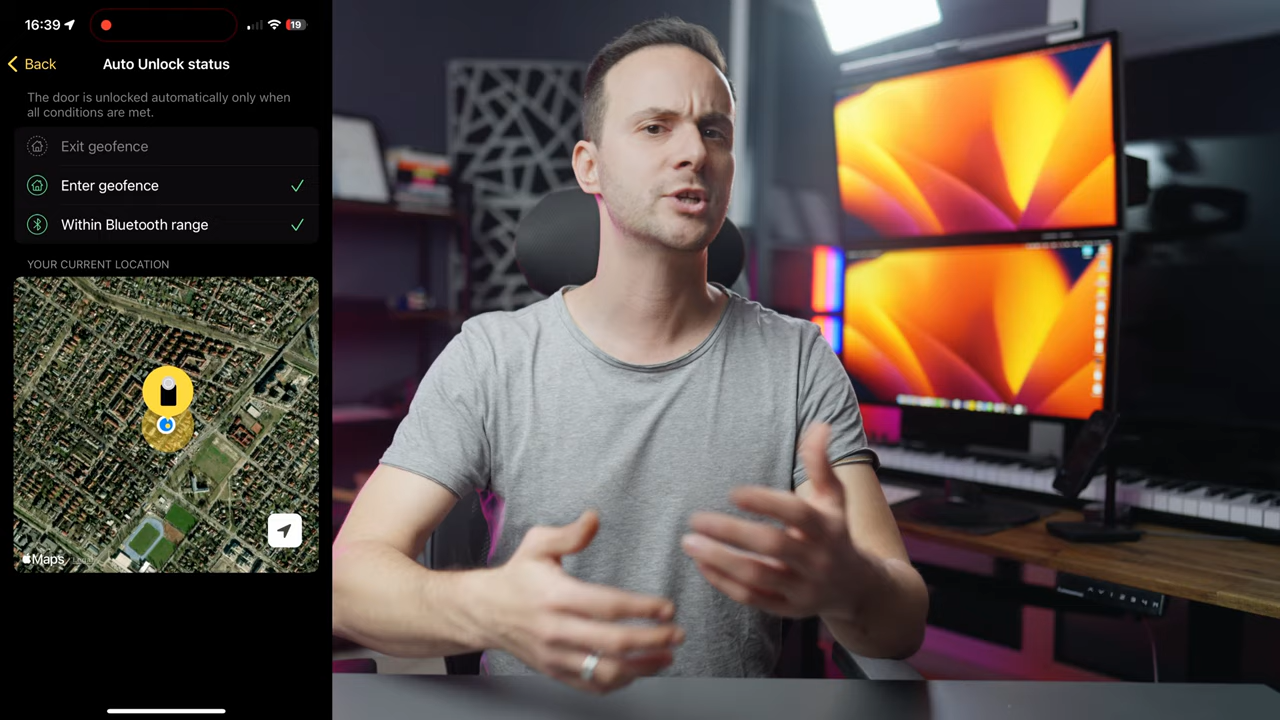 16:39
19
Back
Auto Unlock status
The door is unlocked automatically only when
all conditions are met.
Exit geofence
Enter geofence
Within Bluetooth range
YOUR CURRENT LOCATION
Maps